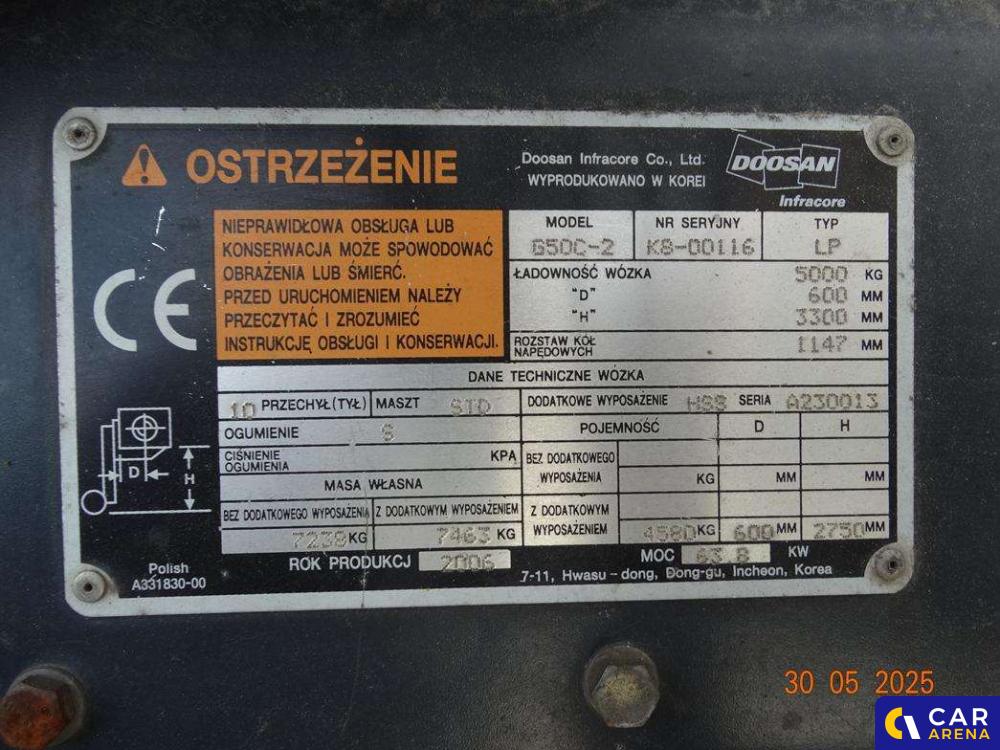 OSTRZEŻENIE
Doosan Infracore Co., Ltd.
WYPRODUKOWANO W KOREI
DOOSAN
Infracore
NIEPRAWIDŁOWA OBSŁUGA LUB
KONSERWACJA MOŻE SPOWODOWAĆ
OBRAŻENIA LUB ŚMIERĆ.
PRZED URUCHOMIENIEM NALEŻY
PRZECZYTAĆ I ZROZUMIEĆ
INSTRUKCJĘ OBSŁUGI I KONSERWACJI.
MODEL NR SERYJNY TYP
G50C-2 K8-00116 LP
ŁADOWNOŚĆ WÓZKA 5000 KG
"D" 600 MM
"H" 3300 MM
ROZSTAW KÓŁ
NAPĘDOWYCH 1147 MM
CE
DANE TECHNICZNE WÓZKA
10 PRZECHYŁ(TYŁ) MASZT STD DODATKOWE WYPOSAŻENIE HSS SERIA A230013
OGUMIENIE S POJEMNOŚĆ D H
CIŚNIENIE
OGUMIENIA KPA
BEZ DODATKOWEGO
WYPOSAŻENIA KG MM MM
MASA WŁASNA
BEZ DODATKOWEGO WYPOSAŻENIA Z DODATKOWYM WYPOSAŻENIEM
7238 KG 7463 KG
Z DODATKOWYM
WYPOSAŻENIEM 4580 KG 600 MM 2750 MM
D
H
ROK PRODUKCJ 2006 MOC 63 8 KW
7-11, Hwasu-dong, Dong-gu, Incheon, Korea
Polish
A331830-00
30 05 2025
CAR
ARENA